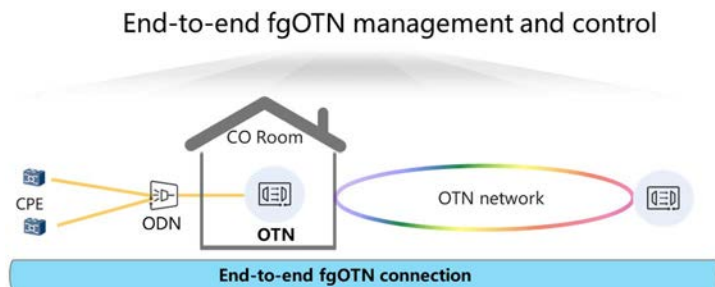 End-to-end fgOTN management and control
CO Room
CPE
ODN
OTN
OTN network
End-to-end fgOTN connection